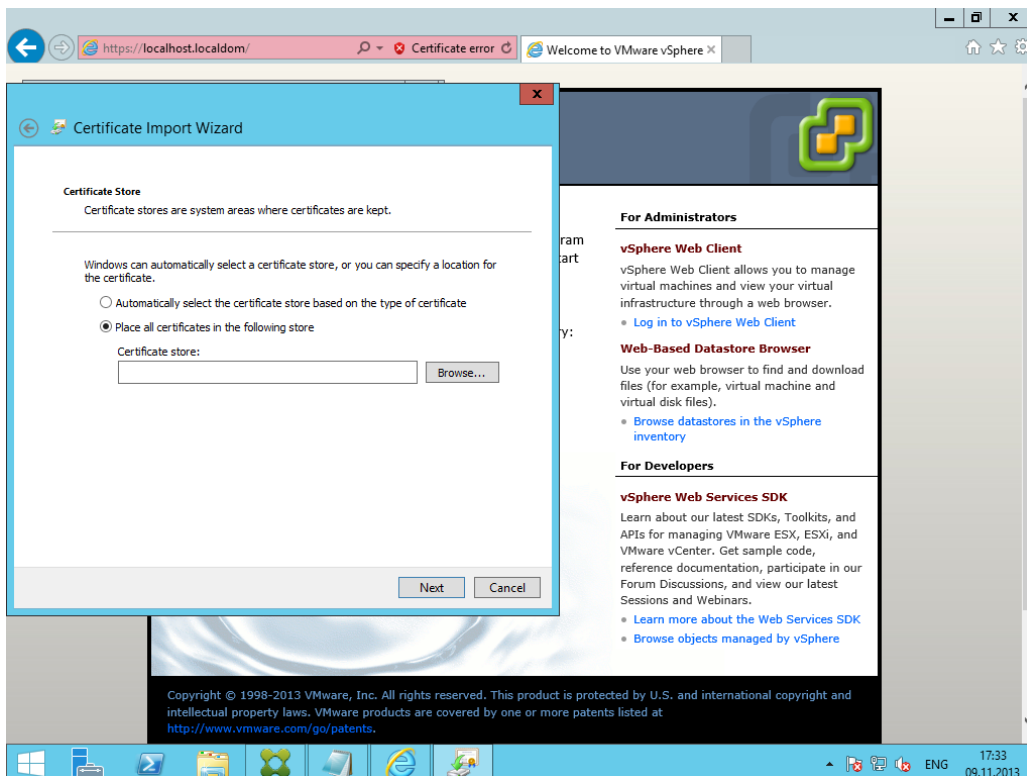 https://localhost.localdom/
Certificate error
Welcome to VMware vSphere
Certificate Import Wizard
Certificate Store
Certificate stores are system areas where certificates are kept.
Windows can automatically select a certificate store, or you can specify a location for
the certificate.
Automatically select the certificate store based on the type of certificate
Place all certificates in the following store
Certificate store:
Browse...
Next
Cancel
ram
tart
ry:
For Administrators
vSphere Web Client
vSphere Web Client allows you to manage
virtual machines and view your virtual
infrastructure through a web browser.
Log in to vSphere Web Client
Web-Based Datastore Browser
Use your web browser to find and download
files (for example, virtual machine and
virtual disk files).
Browse datastores in the vSphere
inventory
For Developers
vSphere Web Services SDK
Learn about our latest SDKs, Toolkits, and
APIs for managing VMware ESX, ESXi, and
VMware vCenter. Get sample code,
reference documentation, participate in our
Forum Discussions, and view our latest
Sessions and Webinars.
Learn more about the Web Services SDK
Browse objects managed by vSphere
Copyright © 1998-2013 VMware, Inc. All rights reserved. This product is protected by U.S. and international copyright and
intellectual property laws. VMware products are covered by one or more patents listed at
http://www.vmware.com/go/patents.
ENG
17:33
09.11.2013